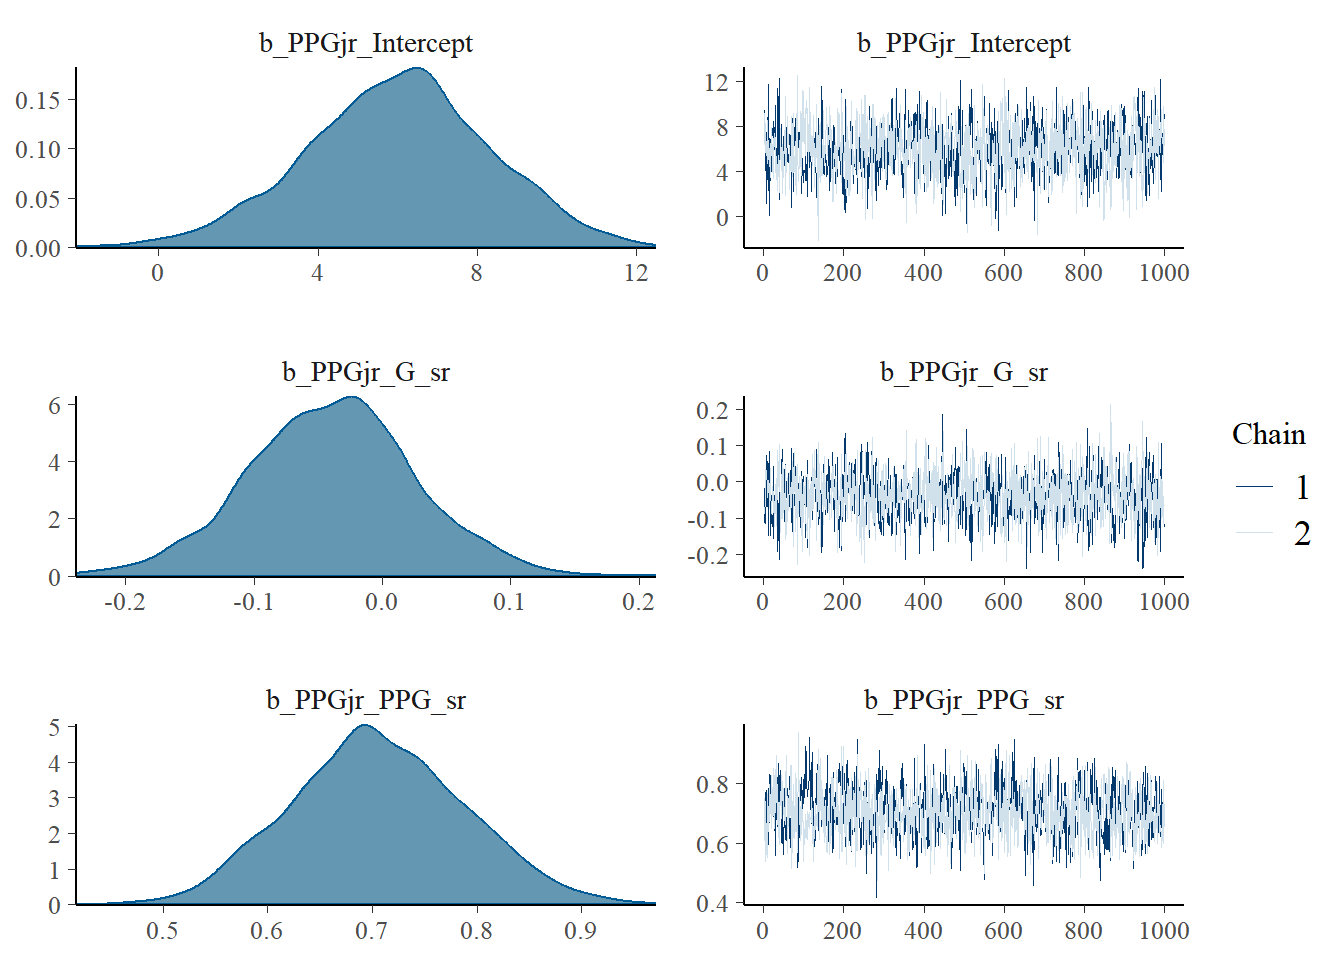 b_PPGjr_Intercept
0.15
0.10
0.05
0.00
0 4 8 12
b_PPGjr_Intercept
12
8
4
0
0 200 400 600 800 1000
b_PPGjr_G_sr
6
4
2
0
-0.2 -0.1 0.0 0.1 0.2
b_PPGjr_G_sr
0.2
0.1
0.0
-0.1
-0.2
0 200 400 600 800 1000
b_PPGjr_PPG_sr
5
4
3
2
1
0
0.5 0.6 0.7 0.8 0.9
b_PPGjr_PPG_sr
0.8
0.6
0.4
0 200 400 600 800 1000
Chain
1
2